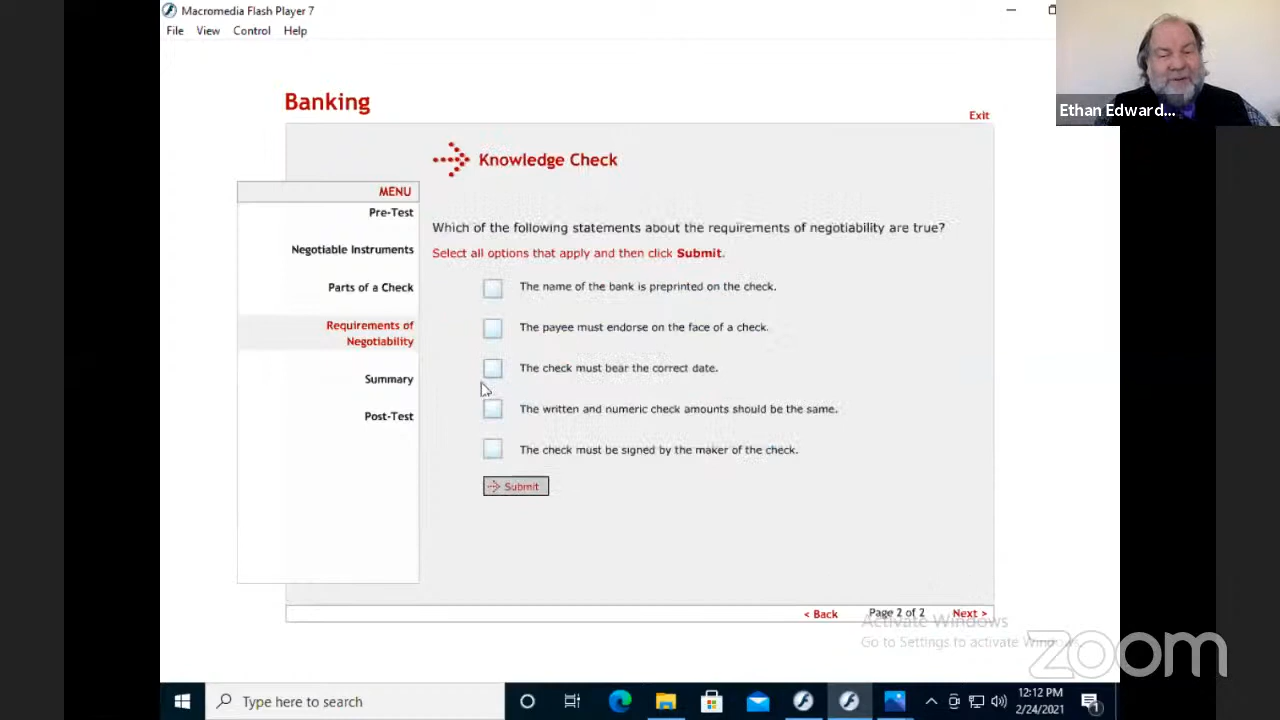 Macromedia Flash Player 7
File View Control Help
Ethan Edward...
Banking
Exit
Knowledge Check
MENU
Pre-Test
Negotiable Instruments
Parts of a Check
Requirements of
Negotiability
Summary
Post-Test
Which of the following statements about the requirements of negotiability are true?
Select all options that apply and then click Submit.
The name of the bank is preprinted on the check.
The payee must endorse on the face of a check.
The check must bear the correct date.
The written and numeric check amounts should be the same.
The check must be signed by the maker of the check.
Submit
< Back Page 2 of 2 Next >
Activate Windows
Go to Settings to activate Windows.
zoom
Type here to search
12:12 PM
2/24/2021
1